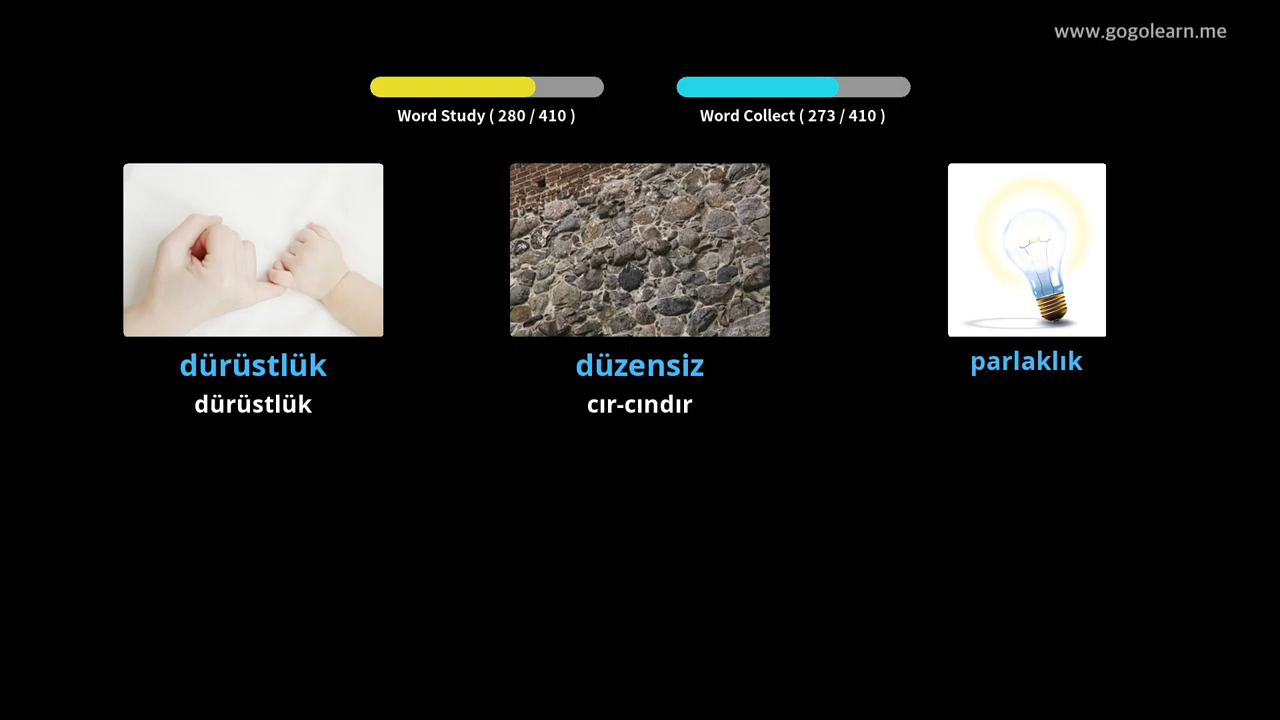 www.gogolearn.me
Word Study ( 280 / 410 )
Word Collect ( 273 / 410 )
dürüstlük
dürüstlük
düzensiz
cır-cındır
parlaklık